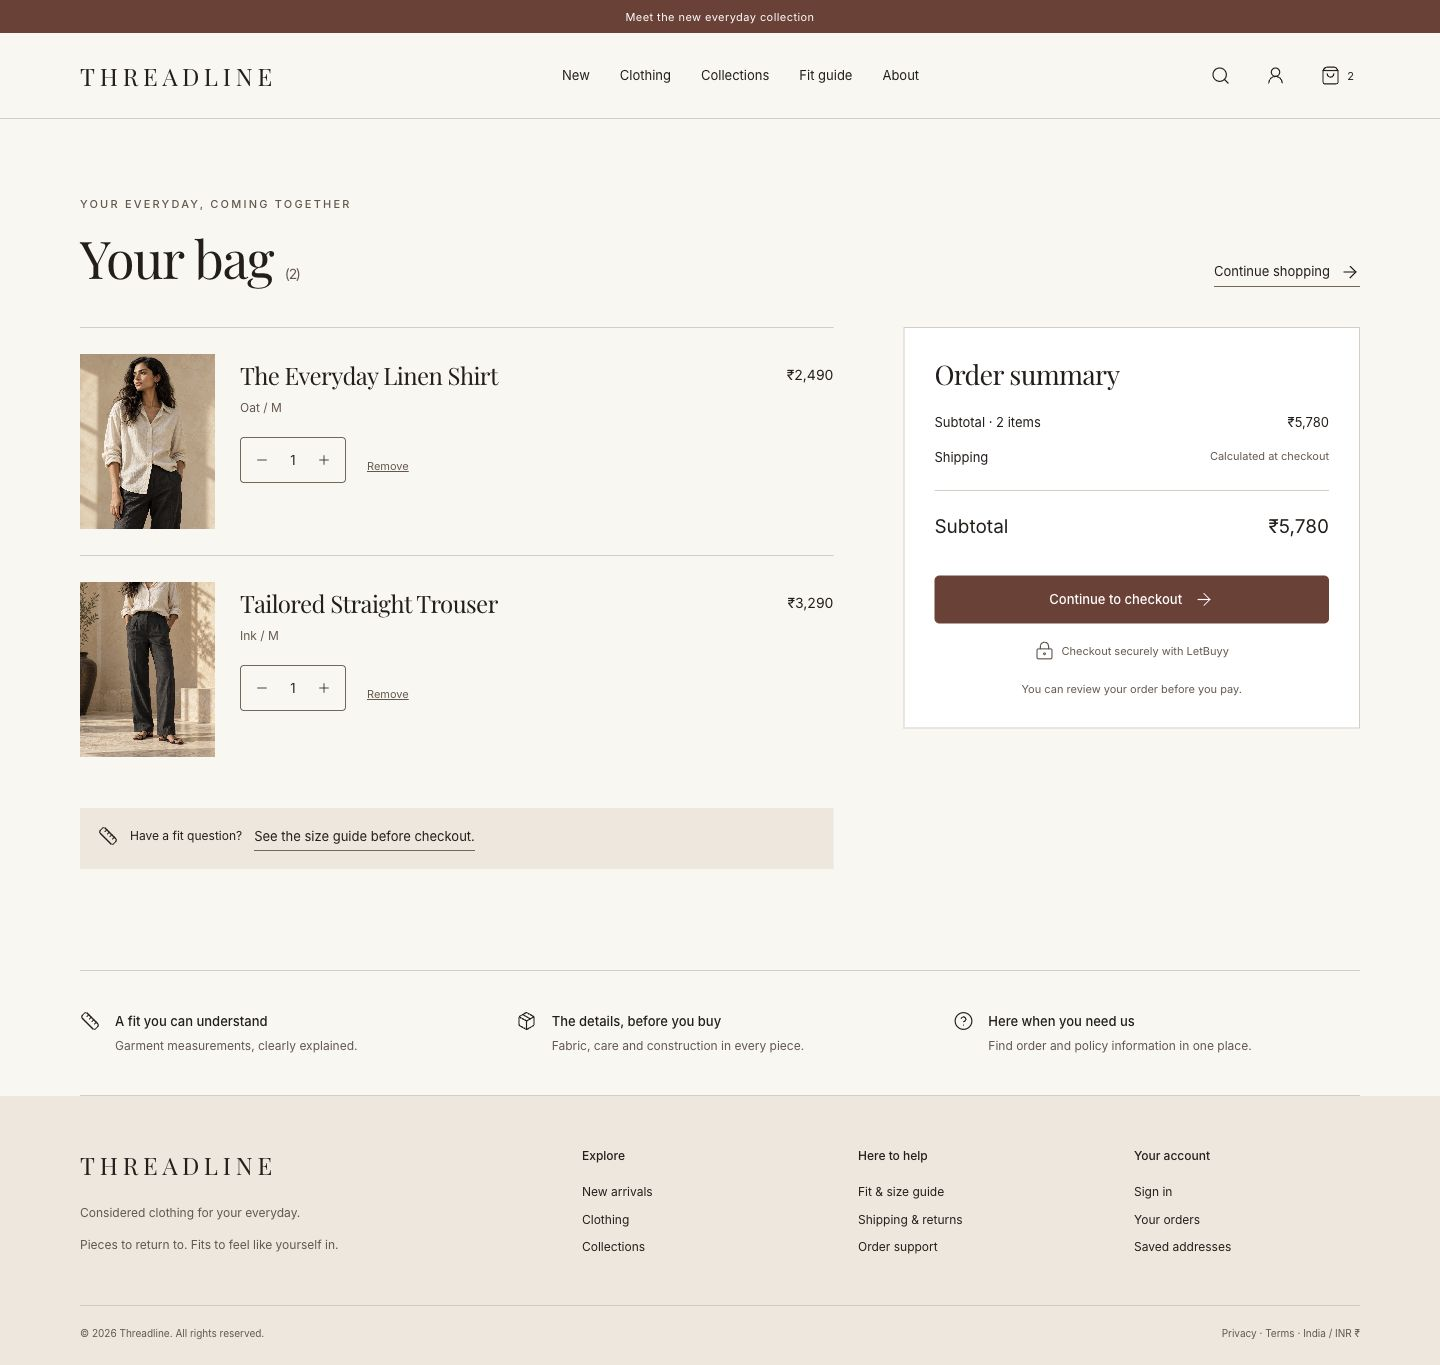 Meet the new everyday collection
THREADLINE
New Clothing Collections Fit guide About
2
YOUR EVERYDAY, COMING TOGETHER
Your bag (2)
Continue shopping
The Everyday Linen Shirt
₹2,490
Oat / M
1
Remove
Tailored Straight Trouser
₹3,290
Ink / M
1
Remove
Have a fit question? See the size guide before checkout.
Order summary
Subtotal · 2 items ₹5,780
Shipping Calculated at checkout
Subtotal ₹5,780
Continue to checkout
Checkout securely with LetBuyy
You can review your order before you pay.
A fit you can understand
Garment measurements, clearly explained.
The details, before you buy
Fabric, care and construction in every piece.
Here when you need us
Find order and policy information in one place.
THREADLINE
Considered clothing for your everyday.
Pieces to return to. Fits to feel like yourself in.
Explore
New arrivals
Clothing
Collections
Here to help
Fit & size guide
Shipping & returns
Order support
Your account
Sign in
Your orders
Saved addresses
© 2026 Threadline. All rights reserved.
Privacy · Terms · India / INR ₹